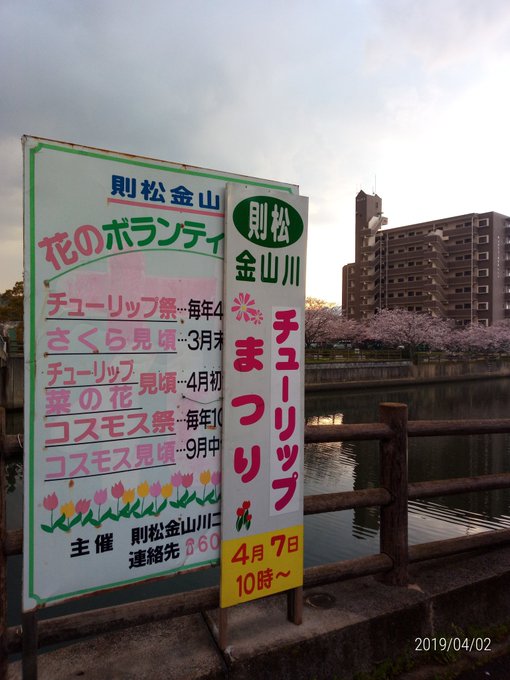 則松金山
花のボランティ
チューリップ祭…毎年4
さくら見頃…3月末
チューリップ
菜の花
見頃…4月初
コスモス祭…毎年10
コスモス見頃…9月中
主催 則松金山川二
連絡先 ☎60
則松
金山川
チューリップ
まつり
4月7日
10時～
2019/04/02